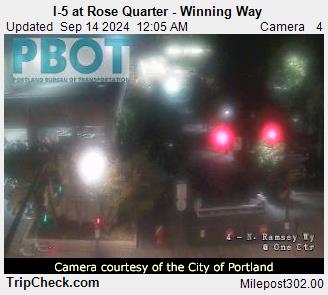 I-5 at Rose Quarter - Winning Way
Updated Sep 14 2024 12:05 AM Camera 4
PBOT
PORTLAND BUREAU OF TRANSPORTATION
4 - N. Ramsey Wy
@ One Ctr
Camera courtesy of the City of Portland
TripCheck.com Milepost302.00